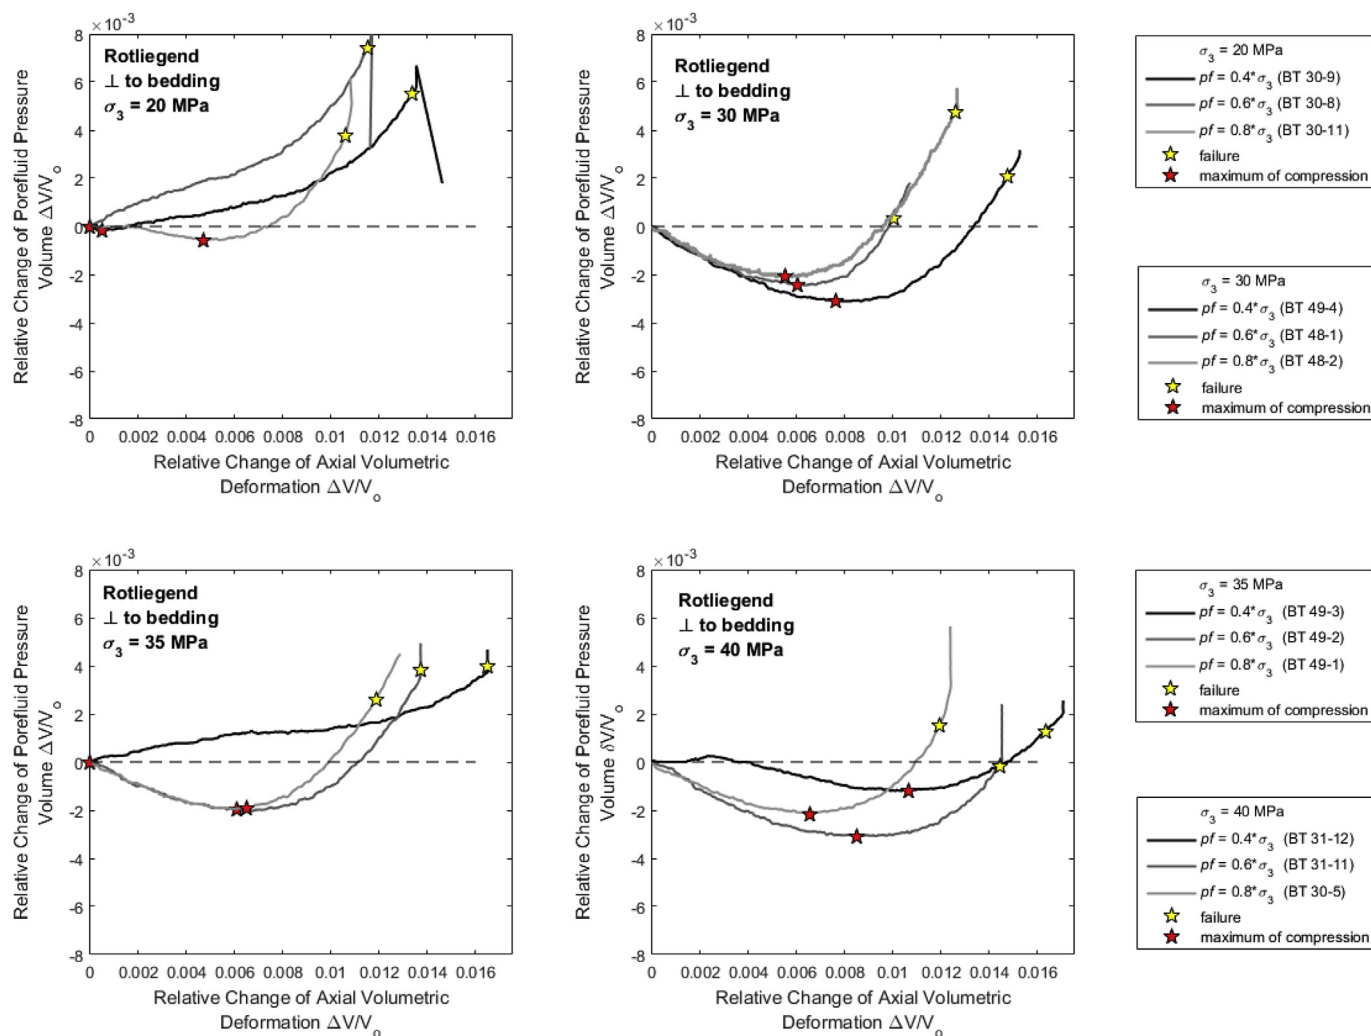 ×10⁻³
8
6
4
2
0
-2
-4
-6
-8
Relative Change of Porefluid Pressure
Volume ΔV/Vo
Rotliegend
⊥ to bedding
σ3 = 20 MPa
0 0.002 0.004 0.006 0.008 0.01 0.012 0.014 0.016
Relative Change of Axial Volumetric
Deformation ΔV/Vo
×10⁻³
8
6
4
2
0
-2
-4
-6
-8
Relative Change of Porefluid Pressure
Volume ΔV/Vo
Rotliegend
⊥ to bedding
σ3 = 30 MPa
0 0.002 0.004 0.006 0.008 0.01 0.012 0.014 0.016
Relative Change of Axial Volumetric
Deformation ΔV/Vo
σ3 = 20 MPa
pf = 0.4*σ3 (BT 30-9)
pf = 0.6*σ3 (BT 30-8)
pf = 0.8*σ3 (BT 30-11)
failure
maximum of compression
σ3 = 30 MPa
pf = 0.4*σ3 (BT 49-4)
pf = 0.6*σ3 (BT 48-1)
pf = 0.8*σ3 (BT 48-2)
failure
maximum of compression
×10⁻³
8
6
4
2
0
-2
-4
-6
-8
Relative Change of Porefluid Pressure
Volume ΔV/Vo
Rotliegend
⊥ to bedding
σ3 = 35 MPa
0 0.002 0.004 0.006 0.008 0.01 0.012 0.014 0.016
Relative Change of Axial Volumetric
Deformation ΔV/Vo
×10⁻³
8
6
4
2
0
-2
-4
-6
-8
Relative Change of Porefluid Pressure
Volume δV/Vo
Rotliegend
⊥ to bedding
σ3 = 40 MPa
0 0.002 0.004 0.006 0.008 0.01 0.012 0.014 0.016
Relative Change of Axial Volumetric
Deformation ΔV/Vo
σ3 = 35 MPa
pf = 0.4*σ3 (BT 49-3)
pf = 0.6*σ3 (BT 49-2)
pf = 0.8*σ3 (BT 49-1)
failure
maximum of compression
σ3 = 40 MPa
pf = 0.4*σ3 (BT 31-12)
pf = 0.6*σ3 (BT 31-11)
pf = 0.8*σ3 (BT 30-5)
failure
maximum of compression